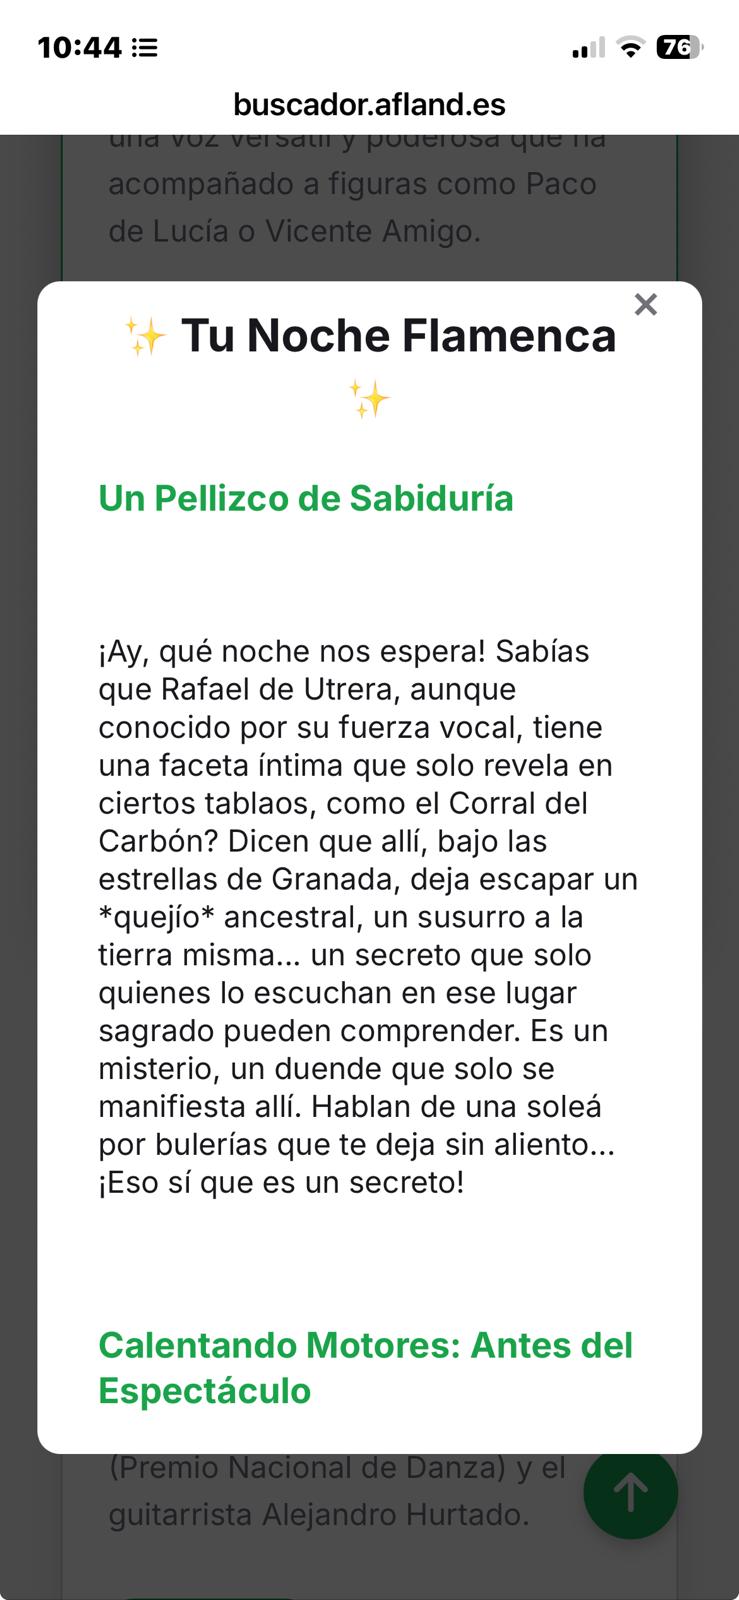 10:44
76
buscador.afland.es
una voz versátil y poderosa que ha
acompañado a figuras como Paco
de Lucía o Vicente Amigo.
×
✨ Tu Noche Flamenca
✨
Un Pellizco de Sabiduría
¡Ay, qué noche nos espera! Sabías
que Rafael de Utrera, aunque
conocido por su fuerza vocal, tiene
una faceta íntima que solo revela en
ciertos tablaos, como el Corral del
Carbón? Dicen que allí, bajo las
estrellas de Granada, deja escapar un
*quejío* ancestral, un susurro a la
tierra misma... un secreto que solo
quienes lo escuchan en ese lugar
sagrado pueden comprender. Es un
misterio, un duende que solo se
manifiesta allí. Hablan de una soleá
por bulerías que te deja sin aliento...
¡Eso sí que es un secreto!
Calentando Motores: Antes del
Espectáculo
(Premio Nacional de Danza) y el
guitarrista Alejandro Hurtado.